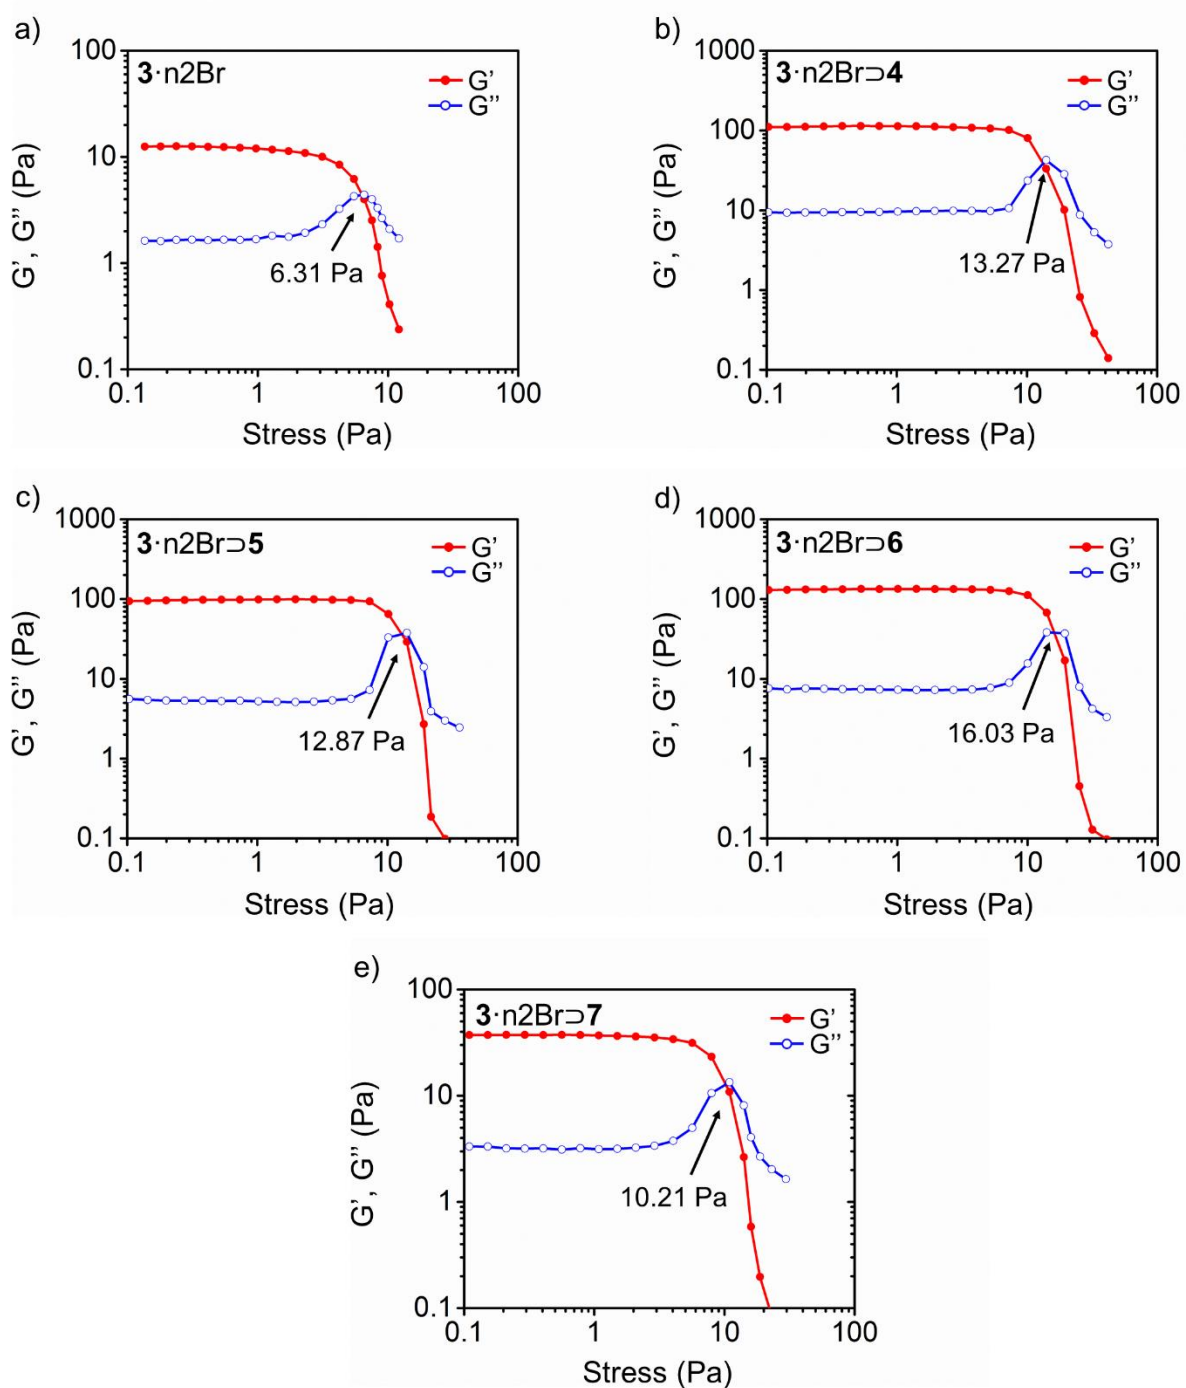 a)
3·n2Br
G'
G''
100
10
1
0.1
G', G'' (Pa)
6.31 Pa
0.1 1 10 100
Stress (Pa)
b)
3·n2Br⊃4
G'
G''
1000
100
10
1
0.1
G', G'' (Pa)
13.27 Pa
0.1 1 10 100
Stress (Pa)
c)
3·n2Br⊃5
G'
G''
1000
100
10
1
0.1
G', G'' (Pa)
12.87 Pa
0.1 1 10 100
Stress (Pa)
d)
3·n2Br⊃6
G'
G''
1000
100
10
1
0.1
G', G'' (Pa)
16.03 Pa
0.1 1 10 100
Stress (Pa)
e)
3·n2Br⊃7
G'
G''
100
10
1
0.1
G', G'' (Pa)
10.21 Pa
0.1 1 10 100
Stress (Pa)